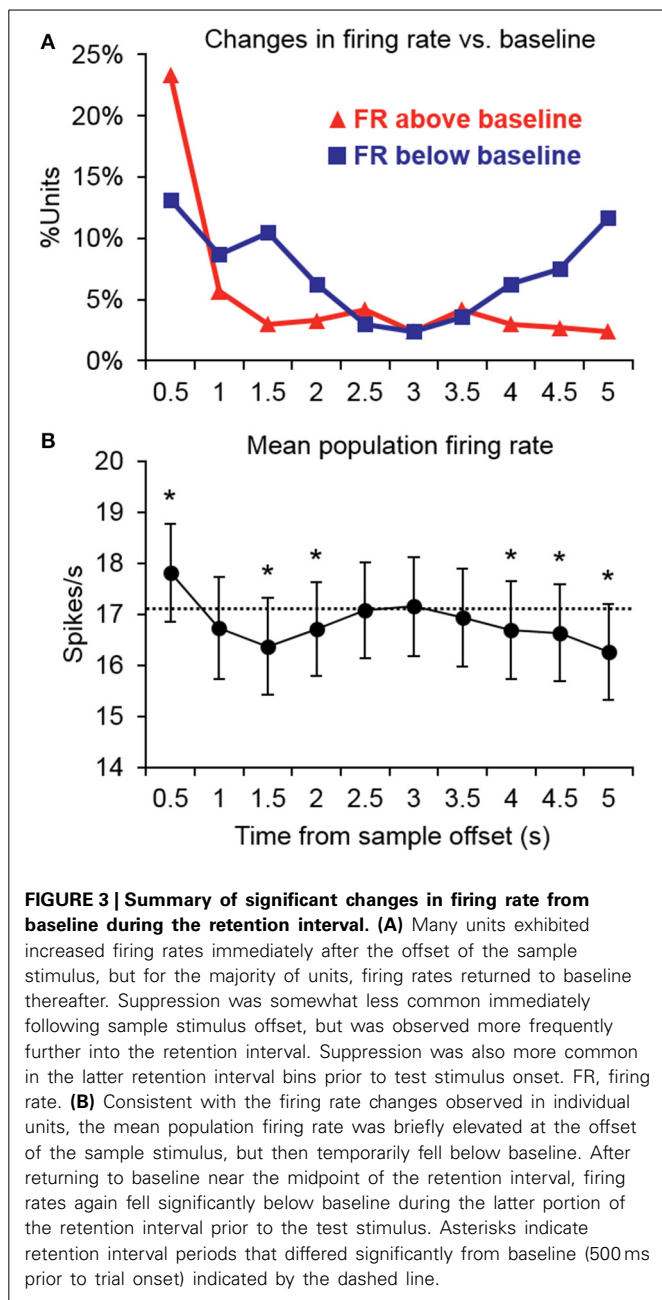 A Changes in firing rate vs. baseline
25%
20%
15%
10%
5%
0%
%Units
FR above baseline
FR below baseline
0.5 1 1.5 2 2.5 3 3.5 4 4.5 5
B Mean population firing rate
20
19
18
17
16
15
14
Spikes/s
* * * * * *
0.5 1 1.5 2 2.5 3 3.5 4 4.5 5
Time from sample offset (s)
FIGURE 3 | Summary of significant changes in firing rate from
baseline during the retention interval. (A) Many units exhibited
increased firing rates immediately after the offset of the sample
stimulus, but for the majority of units, firing rates returned to baseline
thereafter. Suppression was somewhat less common immediately
following sample stimulus offset, but was observed more frequently
further into the retention interval. Suppression was also more common
in the latter retention interval bins prior to test stimulus onset. FR, firing
rate. (B) Consistent with the firing rate changes observed in individual
units, the mean population firing rate was briefly elevated at the offset
of the sample stimulus, but then temporarily fell below baseline. After
returning to baseline near the midpoint of the retention interval, firing
rates again fell significantly below baseline during the latter portion of
the retention interval prior to the test stimulus. Asterisks indicate
retention interval periods that differed significantly from baseline (500 ms
prior to trial onset) indicated by the dashed line.